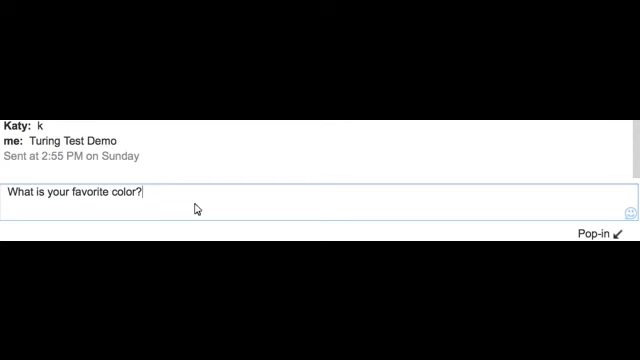 Katy: k
me: Turing Test Demo
Sent at 2:55 PM on Sunday
What is your favorite color?
Pop-in